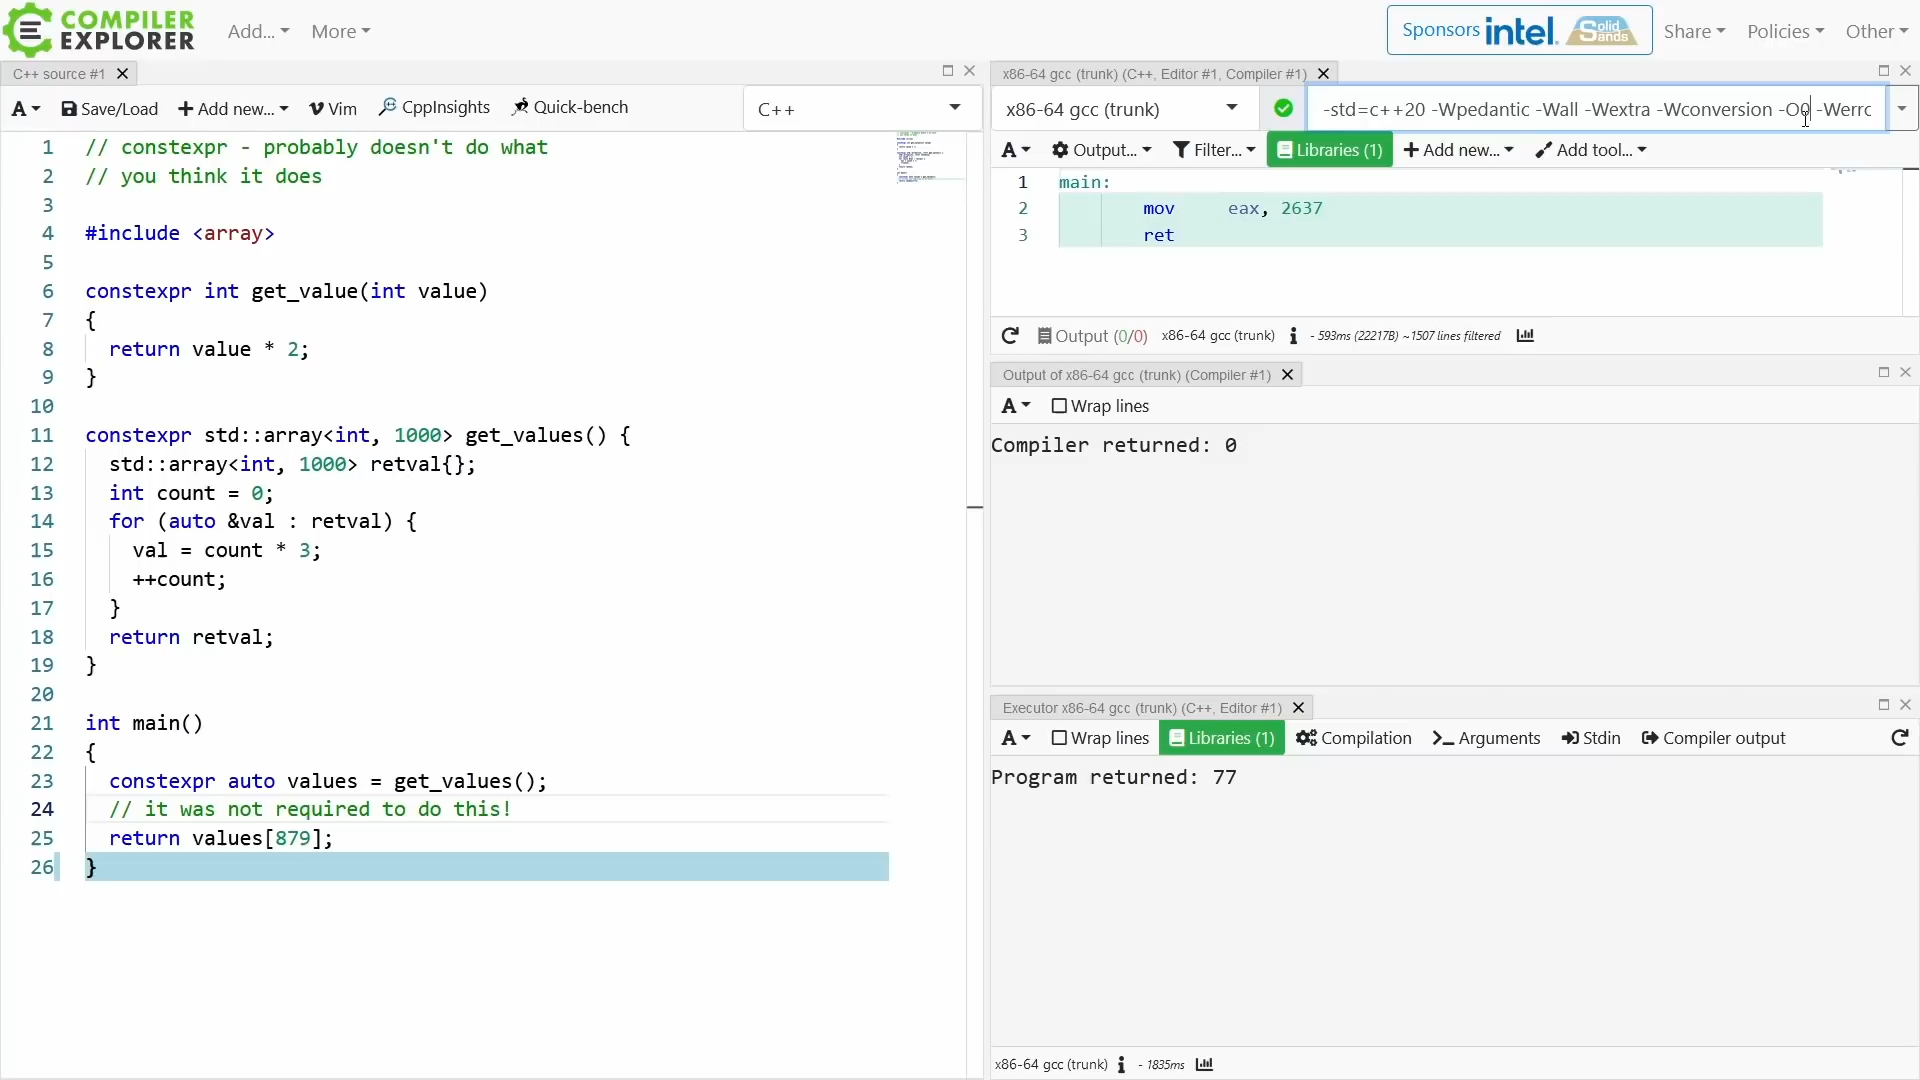 COMPILER EXPLORER
Add...
More
Sponsors intel. Solid Sands
Share
Policies
Other
C++ source #1
A
Save/Load
Add new...
Vim
CppInsights
Quick-bench
C++
1 // constexpr - probably doesn't do what
2 // you think it does
3
4 #include <array>
5
6 constexpr int get_value(int value)
7 {
8 return value * 2;
9 }
10
11 constexpr std::array<int, 1000> get_values() {
12 std::array<int, 1000> retval{};
13 int count = 0;
14 for (auto &val : retval) {
15 val = count * 3;
16 ++count;
17 }
18 return retval;
19 }
20
21 int main()
22 {
23 constexpr auto values = get_values();
24 // it was not required to do this!
25 return values[879];
26 }
x86-64 gcc (trunk) (C++, Editor #1, Compiler #1)
x86-64 gcc (trunk)
-std=c++20 -Wpedantic -Wall -Wextra -Wconversion -O0 -Werrc
A
Output...
Filter...
Libraries (1)
Add new...
Add tool...
1 main:
2 mov eax, 2637
3 ret
Output (0/0) x86-64 gcc (trunk) - 593ms (22217B) ~1507 lines filtered
Output of x86-64 gcc (trunk) (Compiler #1)
A
Wrap lines
Compiler returned: 0
Executor x86-64 gcc (trunk) (C++, Editor #1)
A
Wrap lines
Libraries (1)
Compilation
Arguments
Stdin
Compiler output
Program returned: 77
x86-64 gcc (trunk) - 1835ms